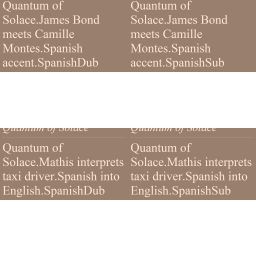 Quantum of
Solace.James Bond
meets Camille
Montes.Spanish
accent.SpanishDub
Quantum of
Solace.James Bond
meets Camille
Montes.Spanish
accent.SpanishSub
Quantum of Solace
Quantum of Solace
Quantum of
Solace.Mathis interprets
taxi driver.Spanish into
English.SpanishDub
Quantum of
Solace.Mathis interprets
taxi driver.Spanish into
English.SpanishSub